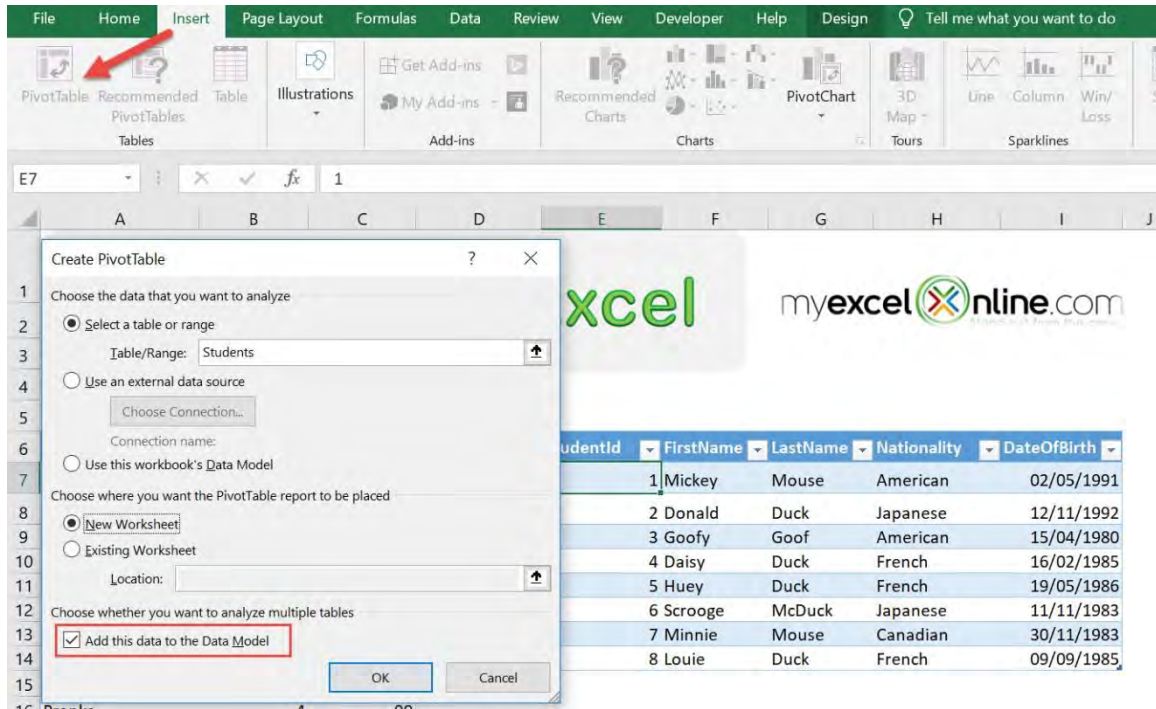 File Home Insert Page Layout Formulas Data Review View Developer Help Design Tell me what you want to do
PivotTable Recommended PivotTables Table
Illustrations
Get Add-ins
My Add-ins
Recommended Charts
PivotChart
3D Map
Line Column Win/Loss
Tables Add-ins Charts Tours Sparklines
E7 fx 1
A B C D E F G H I J
Create PivotTable ? ×
Choose the data that you want to analyze
Select a table or range
Table/Range: Students
Use an external data source
Choose Connection...
Connection name:
Use this workbook's Data Model
Choose where you want the PivotTable report to be placed
New Worksheet
Existing Worksheet
Location:
Choose whether you want to analyze multiple tables
Add this data to the Data Model
OK Cancel
xcel
myexcel nline.com
1
2
3
4
5
6 udentId FirstName LastName Nationality DateOfBirth
7 1 Mickey Mouse American 02/05/1991
8 2 Donald Duck Japanese 12/11/1992
9 3 Goofy Goof American 15/04/1980
10 4 Daisy Duck French 16/02/1985
11 5 Huey Duck French 19/05/1986
12 6 Scrooge McDuck Japanese 11/11/1983
13 7 Minnie Mouse Canadian 30/11/1983
14 8 Louie Duck French 09/09/1985
15